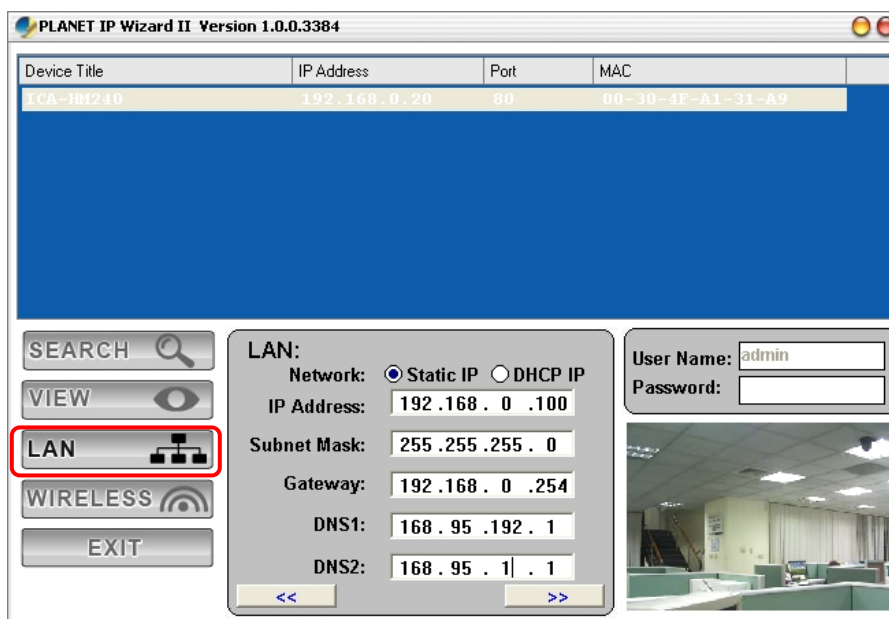 PLANET IP Wizard II Version 1.0.0.3384
Device Title IP Address Port MAC
ICA-HM240 192.168.0.20 80 00-30-4F-A1-31-A9
SEARCH
VIEW
LAN
WIRELESS
EXIT
LAN:
Network: Static IP DHCP IP
IP Address: 192 .168 . 0 .100
Subnet Mask: 255 .255 .255 . 0
Gateway: 192 .168 . 0 .254
DNS1: 168 . 95 .192 . 1
DNS2: 168 . 95 . 1 . 1
<< >>
User Name: admin
Password: